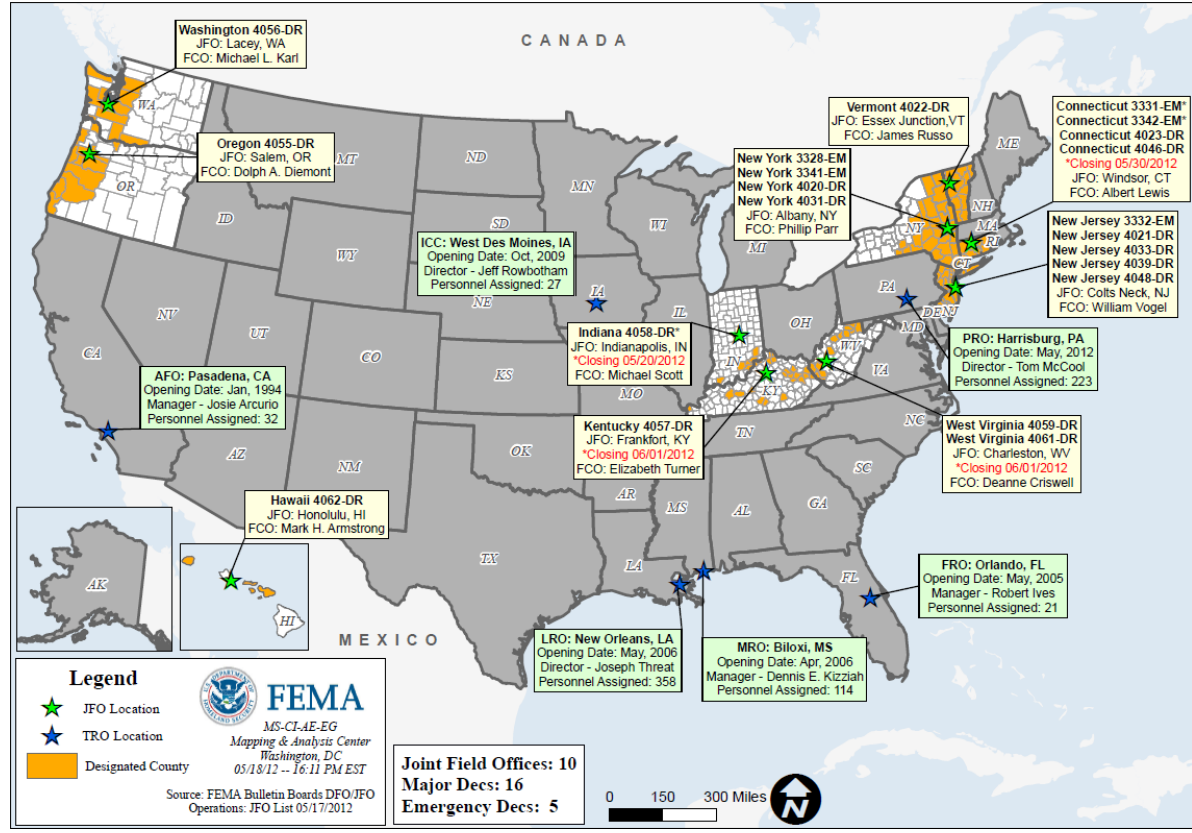 CANADA
Washington 4056-DR
JFO: Lacey, WA
FCO: Michael L. Karl
Oregon 4055-DR
JFO: Salem, OR
FCO: Dolph A. Diemont
Vermont 4022-DR
JFO: Essex Junction,VT
FCO: James Russo
Connecticut 3331-EM*
Connecticut 3342-EM*
Connecticut 4023-DR
Connecticut 4046-DR
*Closing 05/30/2012
JFO: Windsor, CT
FCO: Albert Lewis
New York 3328-EM
New York 3341-EM
New York 4020-DR
New York 4031-DR
JFO: Albany, NY
FCO: Phillip Parr
New Jersey 3332-EM
New Jersey 4021-DR
New Jersey 4033-DR
New Jersey 4039-DR
New Jersey 4048-DR
JFO: Colts Neck, NJ
FCO: William Vogel
ICC: West Des Moines, IA
Opening Date: Oct, 2009
Director - Jeff Rowbotham
Personnel Assigned: 27
Indiana 4058-DR*
JFO: Indianapolis, IN
*Closing 05/20/2012
FCO: Michael Scott
PRO: Harrisburg, PA
Opening Date: May, 2012
Director - Tom McCool
Personnel Assigned: 223
AFO: Pasadena, CA
Opening Date: Jan, 1994
Manager - Josie Arcurio
Personnel Assigned: 32
Kentucky 4057-DR
JFO: Frankfort, KY
*Closing 06/01/2012
FCO: Elizabeth Turner
West Virginia 4059-DR
West Virginia 4061-DR
JFO: Charleston, WV
*Closing 06/01/2012
FCO: Deanne Criswell
Hawaii 4062-DR
JFO: Honolulu, HI
FCO: Mark H. Armstrong
FRO: Orlando, FL
Opening Date: May, 2005
Manager - Robert Ives
Personnel Assigned: 21
LRO: New Orleans, LA
Opening Date: May, 2006
Director - Joseph Threat
Personnel Assigned: 358
MRO: Biloxi, MS
Opening Date: Apr, 2006
Manager - Dennis E. Kizziah
Personnel Assigned: 114
WA
OR
MT
ID
ND
SD
MN
WI
MI
WY
NE
IA
IL
IN
OH
PA
NY
ME
NH
MA
RI
CT
NJ
DE
MD
NV
UT
CA
CO
KS
MO
KY
WV
VA
AZ
NM
OK
AR
TN
NC
SC
MS
AL
GA
TX
LA
FL
AK
HI
MEXICO
Legend
JFO Location
TRO Location
Designated County
FEMA
MS-CI-AE-EG
Mapping & Analysis Center
Washington, DC
05/18/12 -- 16:11 PM EST
Source: FEMA Bulletin Boards DFO/JFO
Operations: JFO List 05/17/2012
Joint Field Offices: 10
Major Decs: 16
Emergency Decs: 5
0 150 300 Miles
N